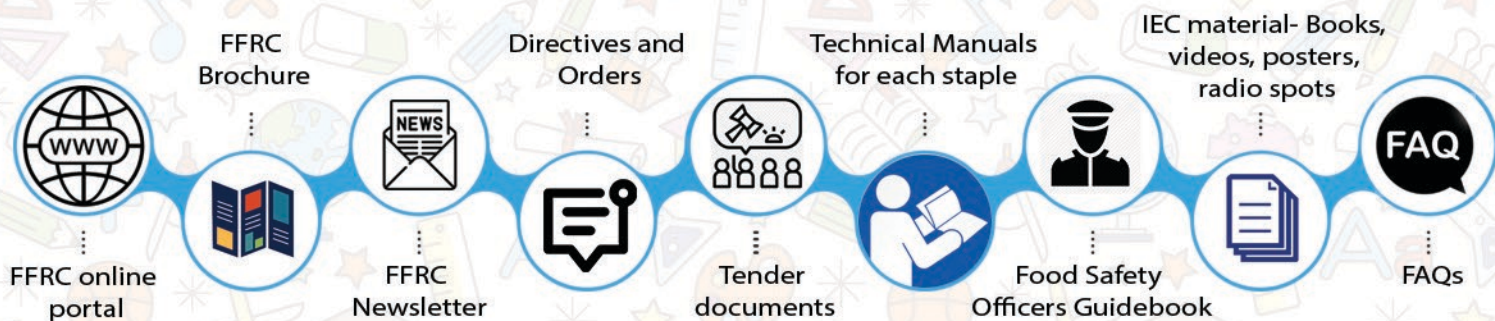 WWW
FFRC online
portal
FFRC
Brochure
NEWS
FFRC
Newsletter
Directives and
Orders
Tender
documents
Technical Manuals
for each staple
Food Safety
Officers Guidebook
IEC material- Books,
videos, posters,
radio spots
FAQ
FAQs